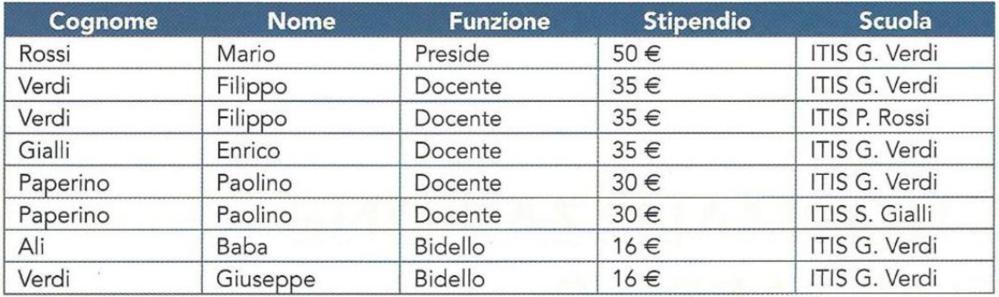 Cognome Nome Funzione Stipendio Scuola
Rossi Mario Preside 50 € ITIS G. Verdi
Verdi Filippo Docente 35 € ITIS G. Verdi
Verdi Filippo Docente 35 € ITIS P. Rossi
Gialli Enrico Docente 35 € ITIS G. Verdi
Paperino Paolino Docente 30 € ITIS G. Verdi
Paperino Paolino Docente 30 € ITIS S. Gialli
Ali Baba Bidello 16 € ITIS G. Verdi
Verdi Giuseppe Bidello 16 € ITIS G. Verdi